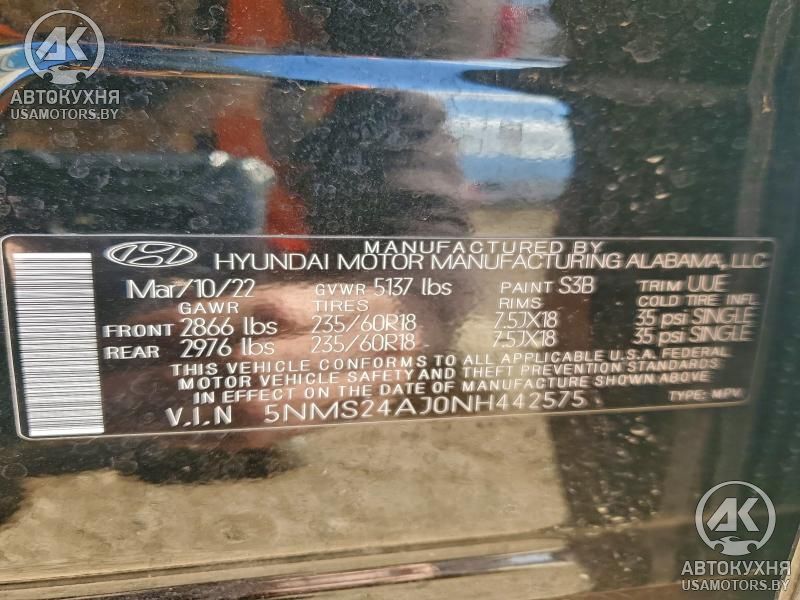 AK
АВТОКУХНЯ
USAMOTORS.BY
MANUFACTURED BY
HYUNDAI MOTOR MANUFACTURING ALABAMA, LLC
Mar/10/22 GVWR 5137 lbs PAINT S3B TRIM UUE
GAWR TIRES RIMS COLD TIRE INFL
FRONT 2866 lbs 235/60R18 7.5JX18 35 psi SINGLE
REAR 2976 lbs 235/60R18 7.5JX18 35 psi SINGLE
THIS VEHICLE CONFORMS TO ALL APPLICABLE U.S.A. FEDERAL
MOTOR VEHICLE SAFETY AND THEFT PREVENTION STANDARDS
IN EFFECT ON THE DATE OF MANUFACTURE SHOWN ABOVE
V.I.N 5NMS24AJ0NH442575 TYPE: MPV
AK
АВТОКУХНЯ
USAMOTORS.BY